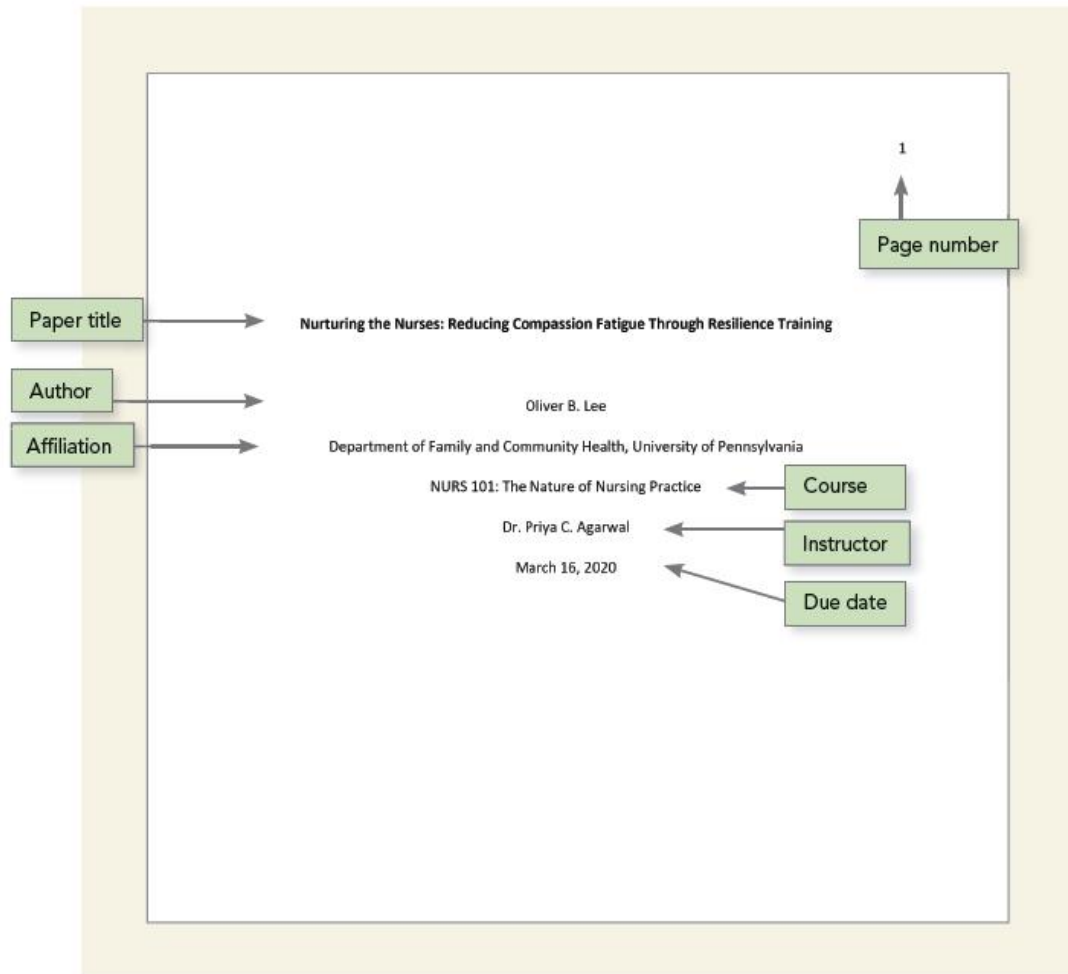 1
Page number
Paper title
Nurturing the Nurses: Reducing Compassion Fatigue Through Resilience Training
Author
Oliver B. Lee
Affiliation
Department of Family and Community Health, University of Pennsylvania
NURS 101: The Nature of Nursing Practice
Course
Dr. Priya C. Agarwal
Instructor
March 16, 2020
Due date